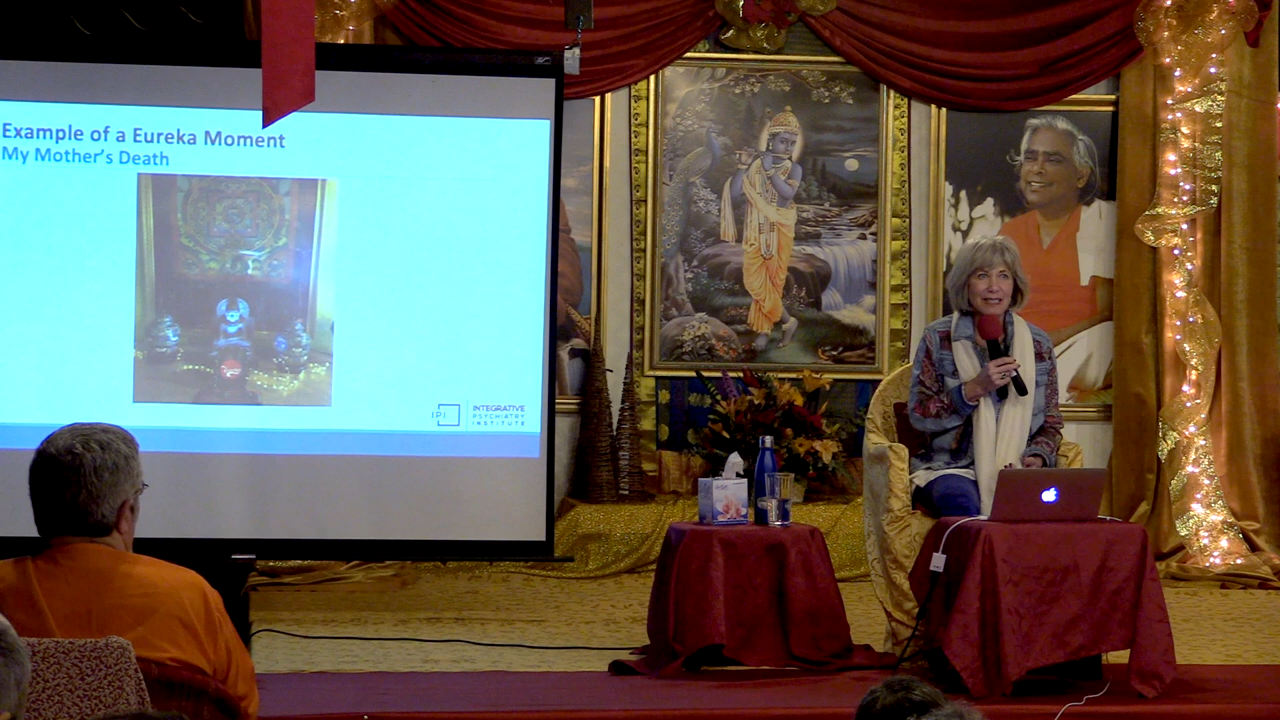 Example of a Eureka Moment
My Mother's Death
IPI
INTEGRATIVE
PSYCHIATRY
INSTITUTE